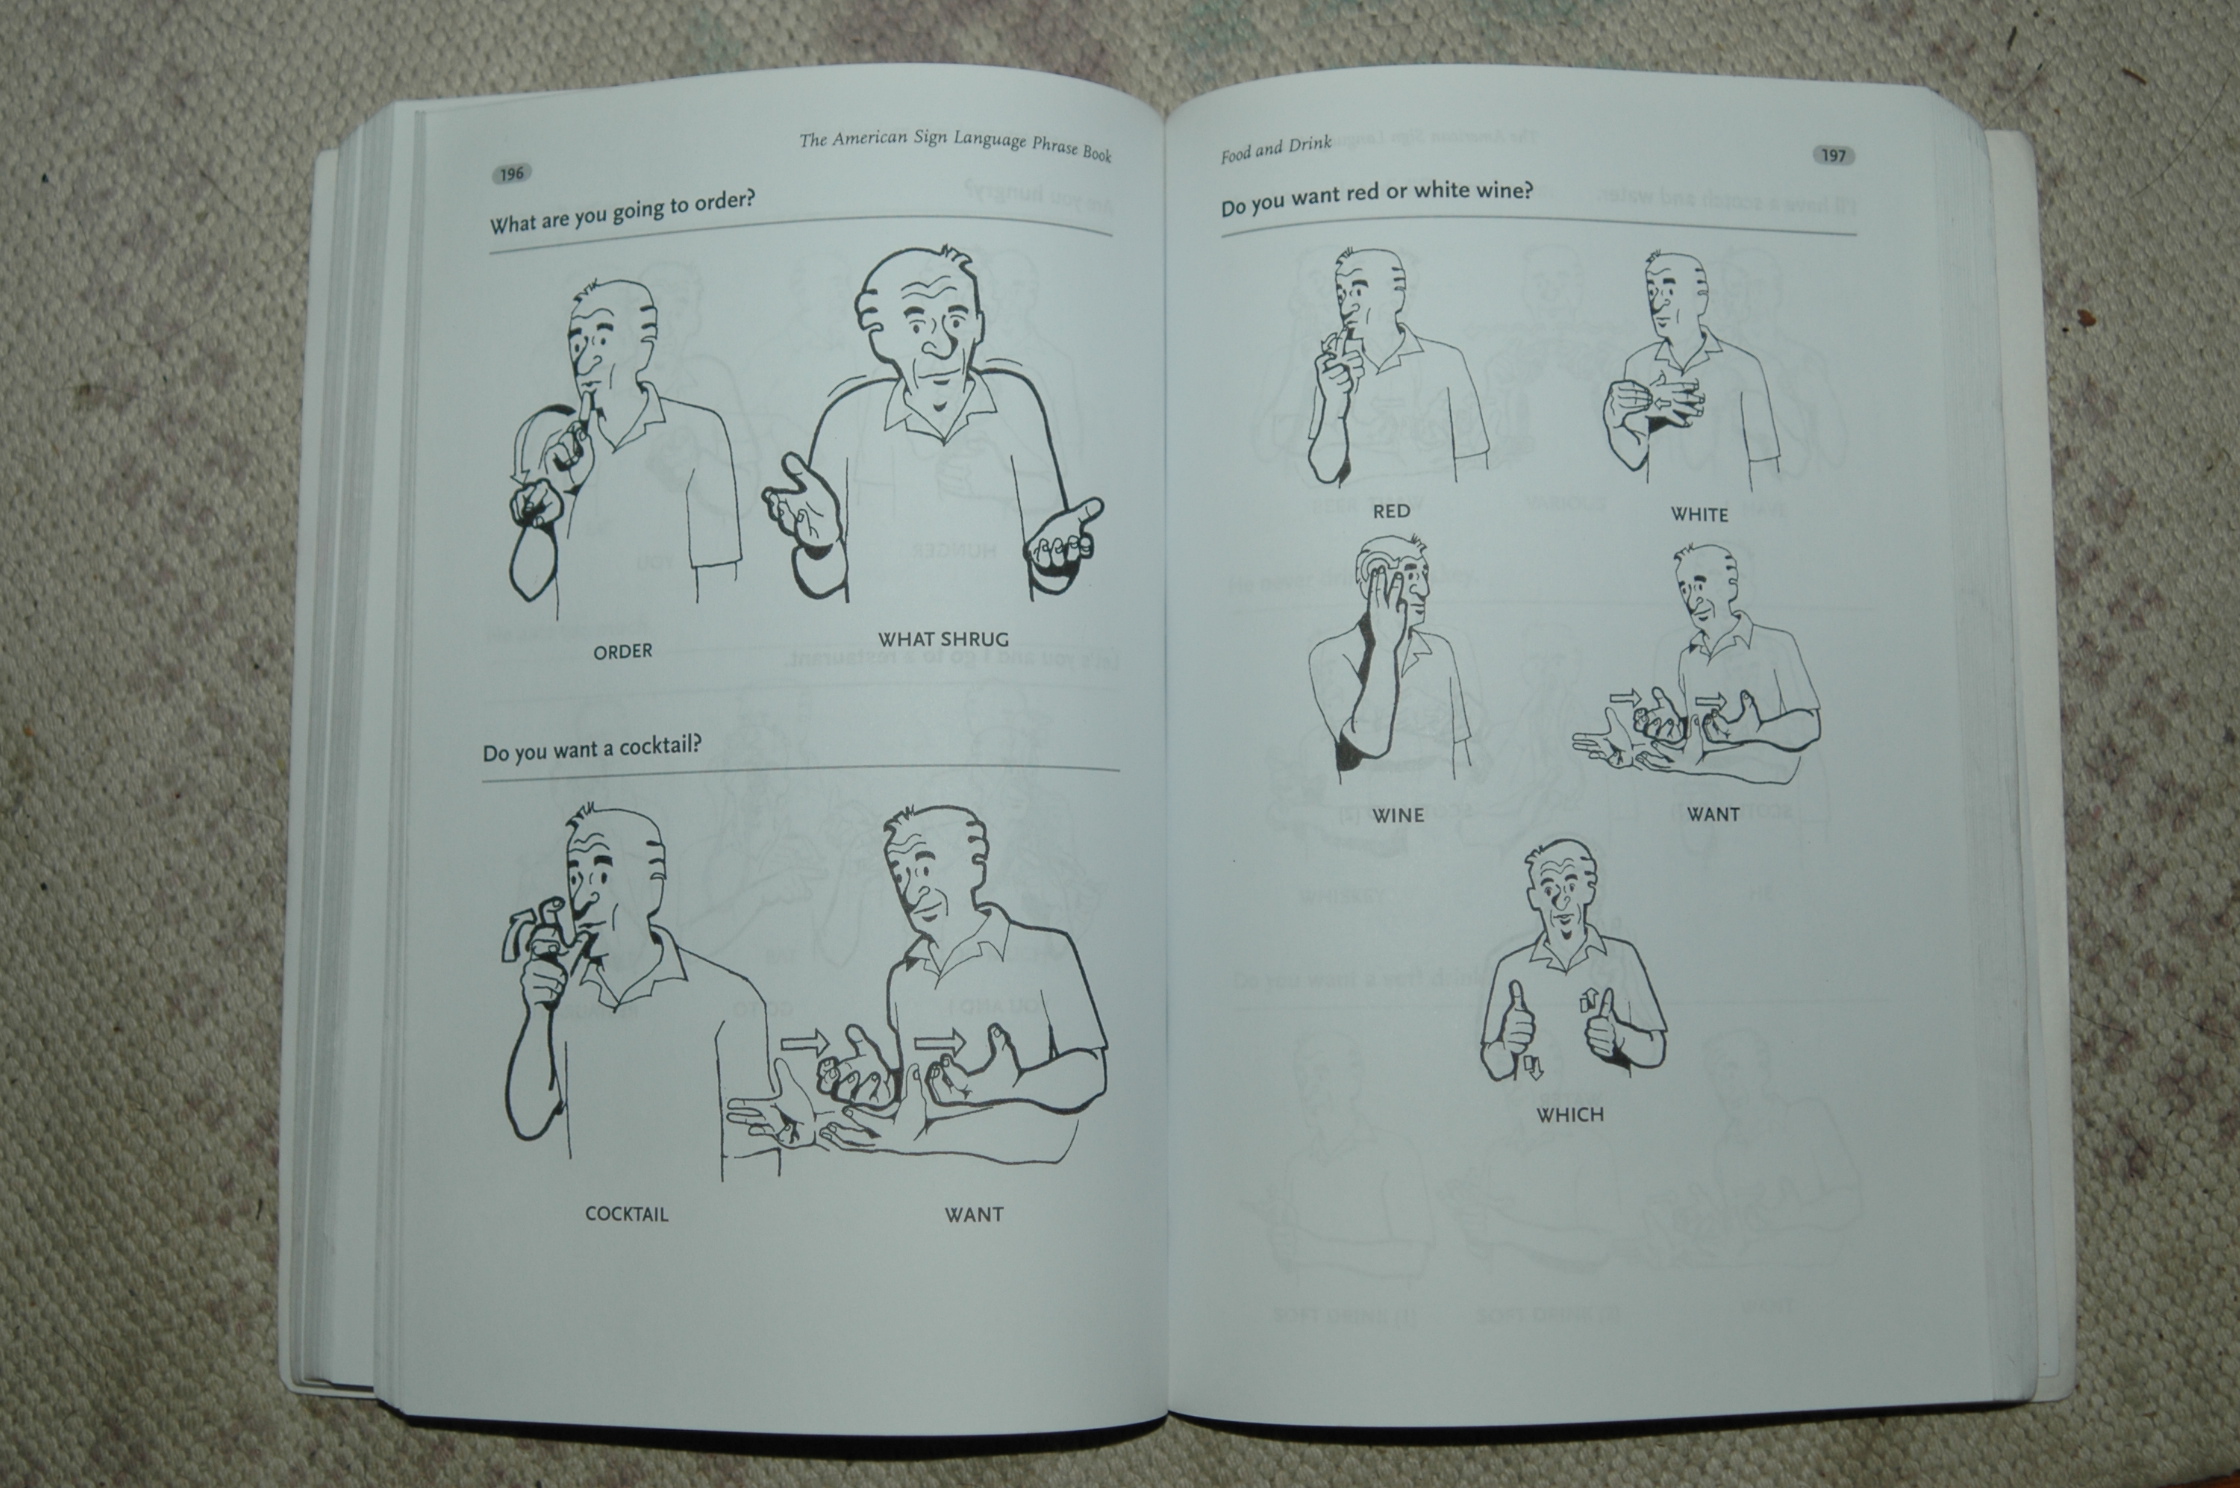 196
The American Sign Language Phrase Book
What are you going to order?
ORDER
WHAT SHRUG
Do you want a cocktail?
COCKTAIL
WANT
Food and Drink
197
Do you want red or white wine?
RED
WHITE
WINE
WANT
WHICH